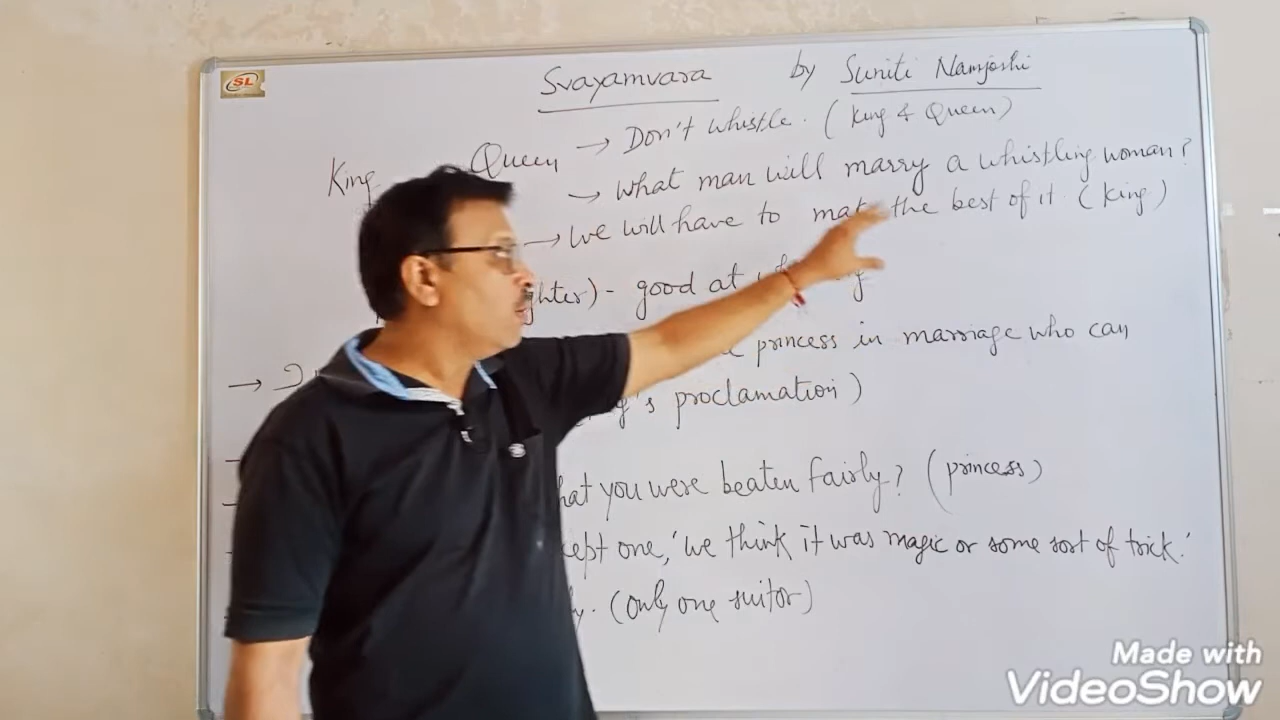 SL
Svayamvara by Suniti Namjoshi
King Queen → Don't whistle. (King & Queen)
→ What man will marry a whistling woman?
→ We will have to make the best of it. (King)
ghter) - good at
princess in marriage who can
's proclamation)
hat you were beaten fairly? (princess)
cept one, 'we think it was magic or some sort of trick.'
(Only one suitor)
Made with
VideoShow